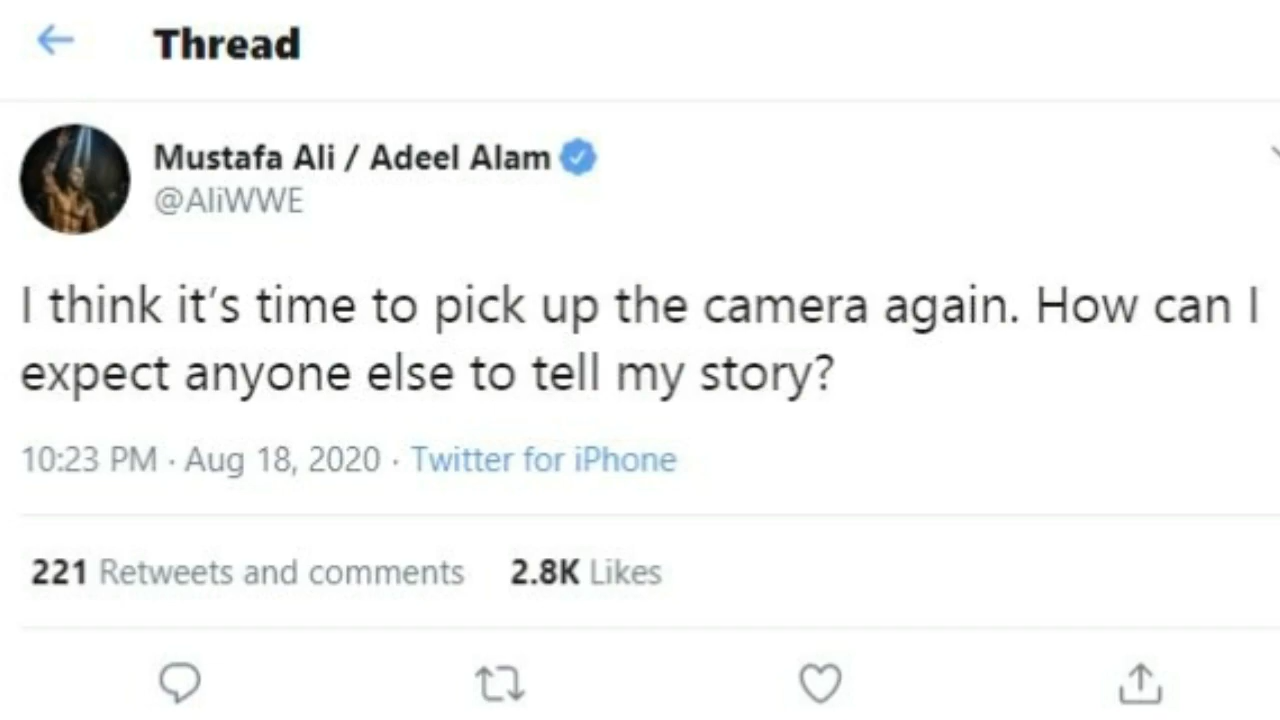 Thread
Mustafa Ali / Adeel Alam
@AliWWE
I think it’s time to pick up the camera again. How can I
expect anyone else to tell my story?
10:23 PM · Aug 18, 2020 · Twitter for iPhone
221 Retweets and comments 2.8K Likes